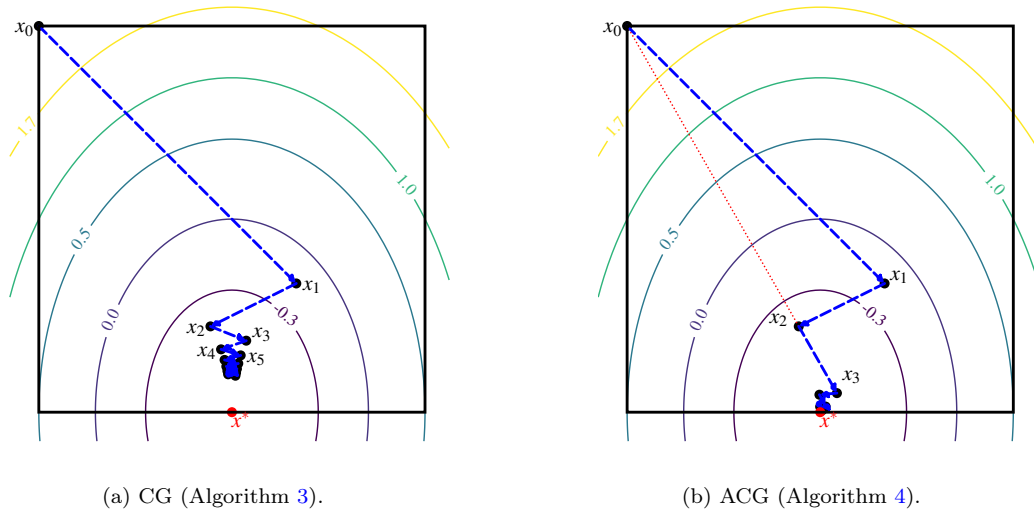 x₀
1.7
1.0
0.5
0.0
-0.3
x₁
x₂
x₃
x₄
x₅
x*
(a) CG (Algorithm 3).
x₀
1.7
1.0
0.5
0.0
-0.3
x₁
x₂
x₃
x*
(b) ACG (Algorithm 4).